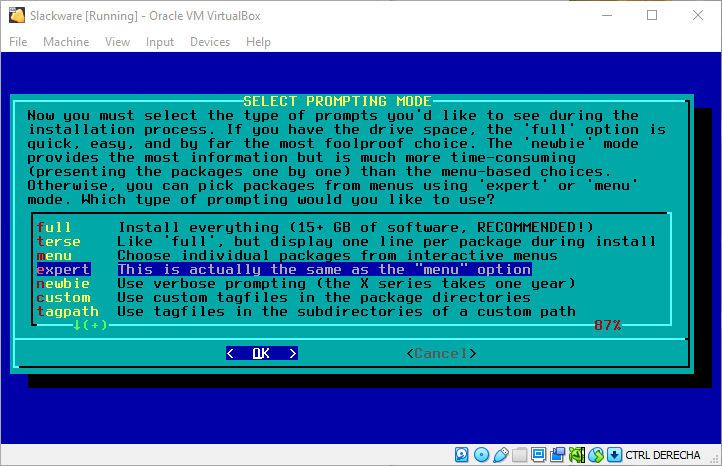 Slackware [Running] - Oracle VM VirtualBox
File Machine View Input Devices Help
SELECT PROMPTING MODE
Now you must select the type of prompts you'd like to see during the
installation process. If you have the drive space, the 'full' option is
quick, easy, and by far the most foolproof choice. The 'newbie' mode
provides the most information but is much more time-consuming
(presenting the packages one by one) than the menu-based choices.
Otherwise, you can pick packages from menus using 'expert' or 'menu'
mode. Which type of prompting would you like to use?
full Install everything (15+ GB of software, RECOMMENDED!)
terse Like 'full', but display one line per package during install
menu Choose individual packages from interactive menus
expert This is actually the same as the "menu" option
newbie Use verbose prompting (the X series takes one year)
custom Use custom tagfiles in the package directories
tagpath Use tagfiles in the subdirectories of a custom path
↓(+) 87%
< OK > <Cancel>
CTRL DERECHA